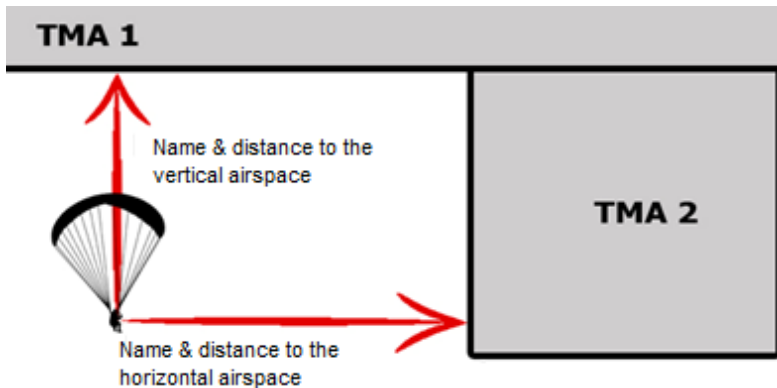 TMA 1
Name & distance to the
vertical airspace
TMA 2
Name & distance to the
horizontal airspace